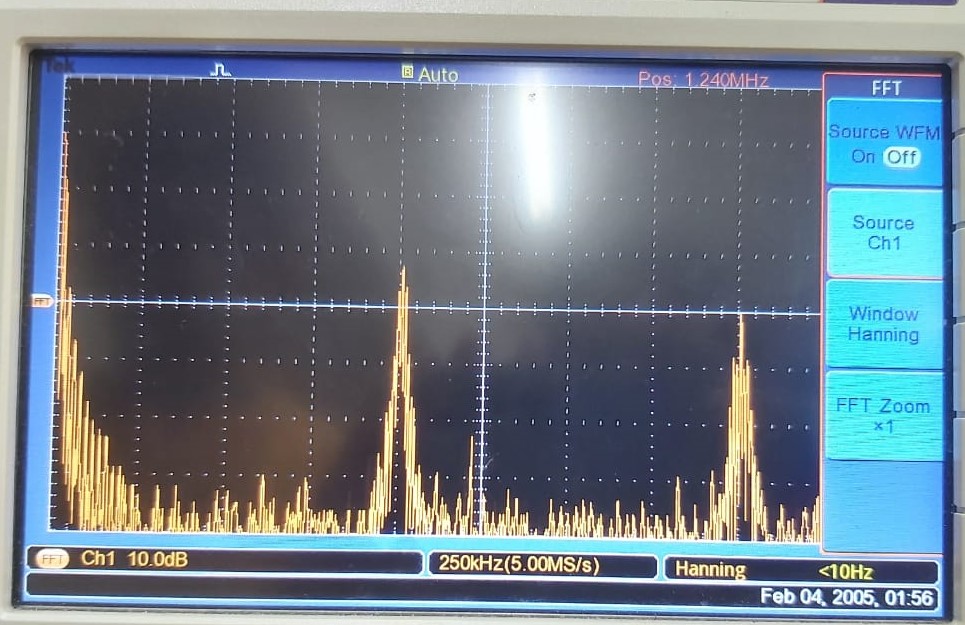 Tek
Auto
Pos: 1.240MHz
FFT
Source WFM
On Off
Source
Ch1
Window
Hanning
FFT Zoom
×1
FFT
FFT Ch1 10.0dB
250kHz(5.00MS/s)
Hanning <10Hz
Feb 04, 2005, 01:56